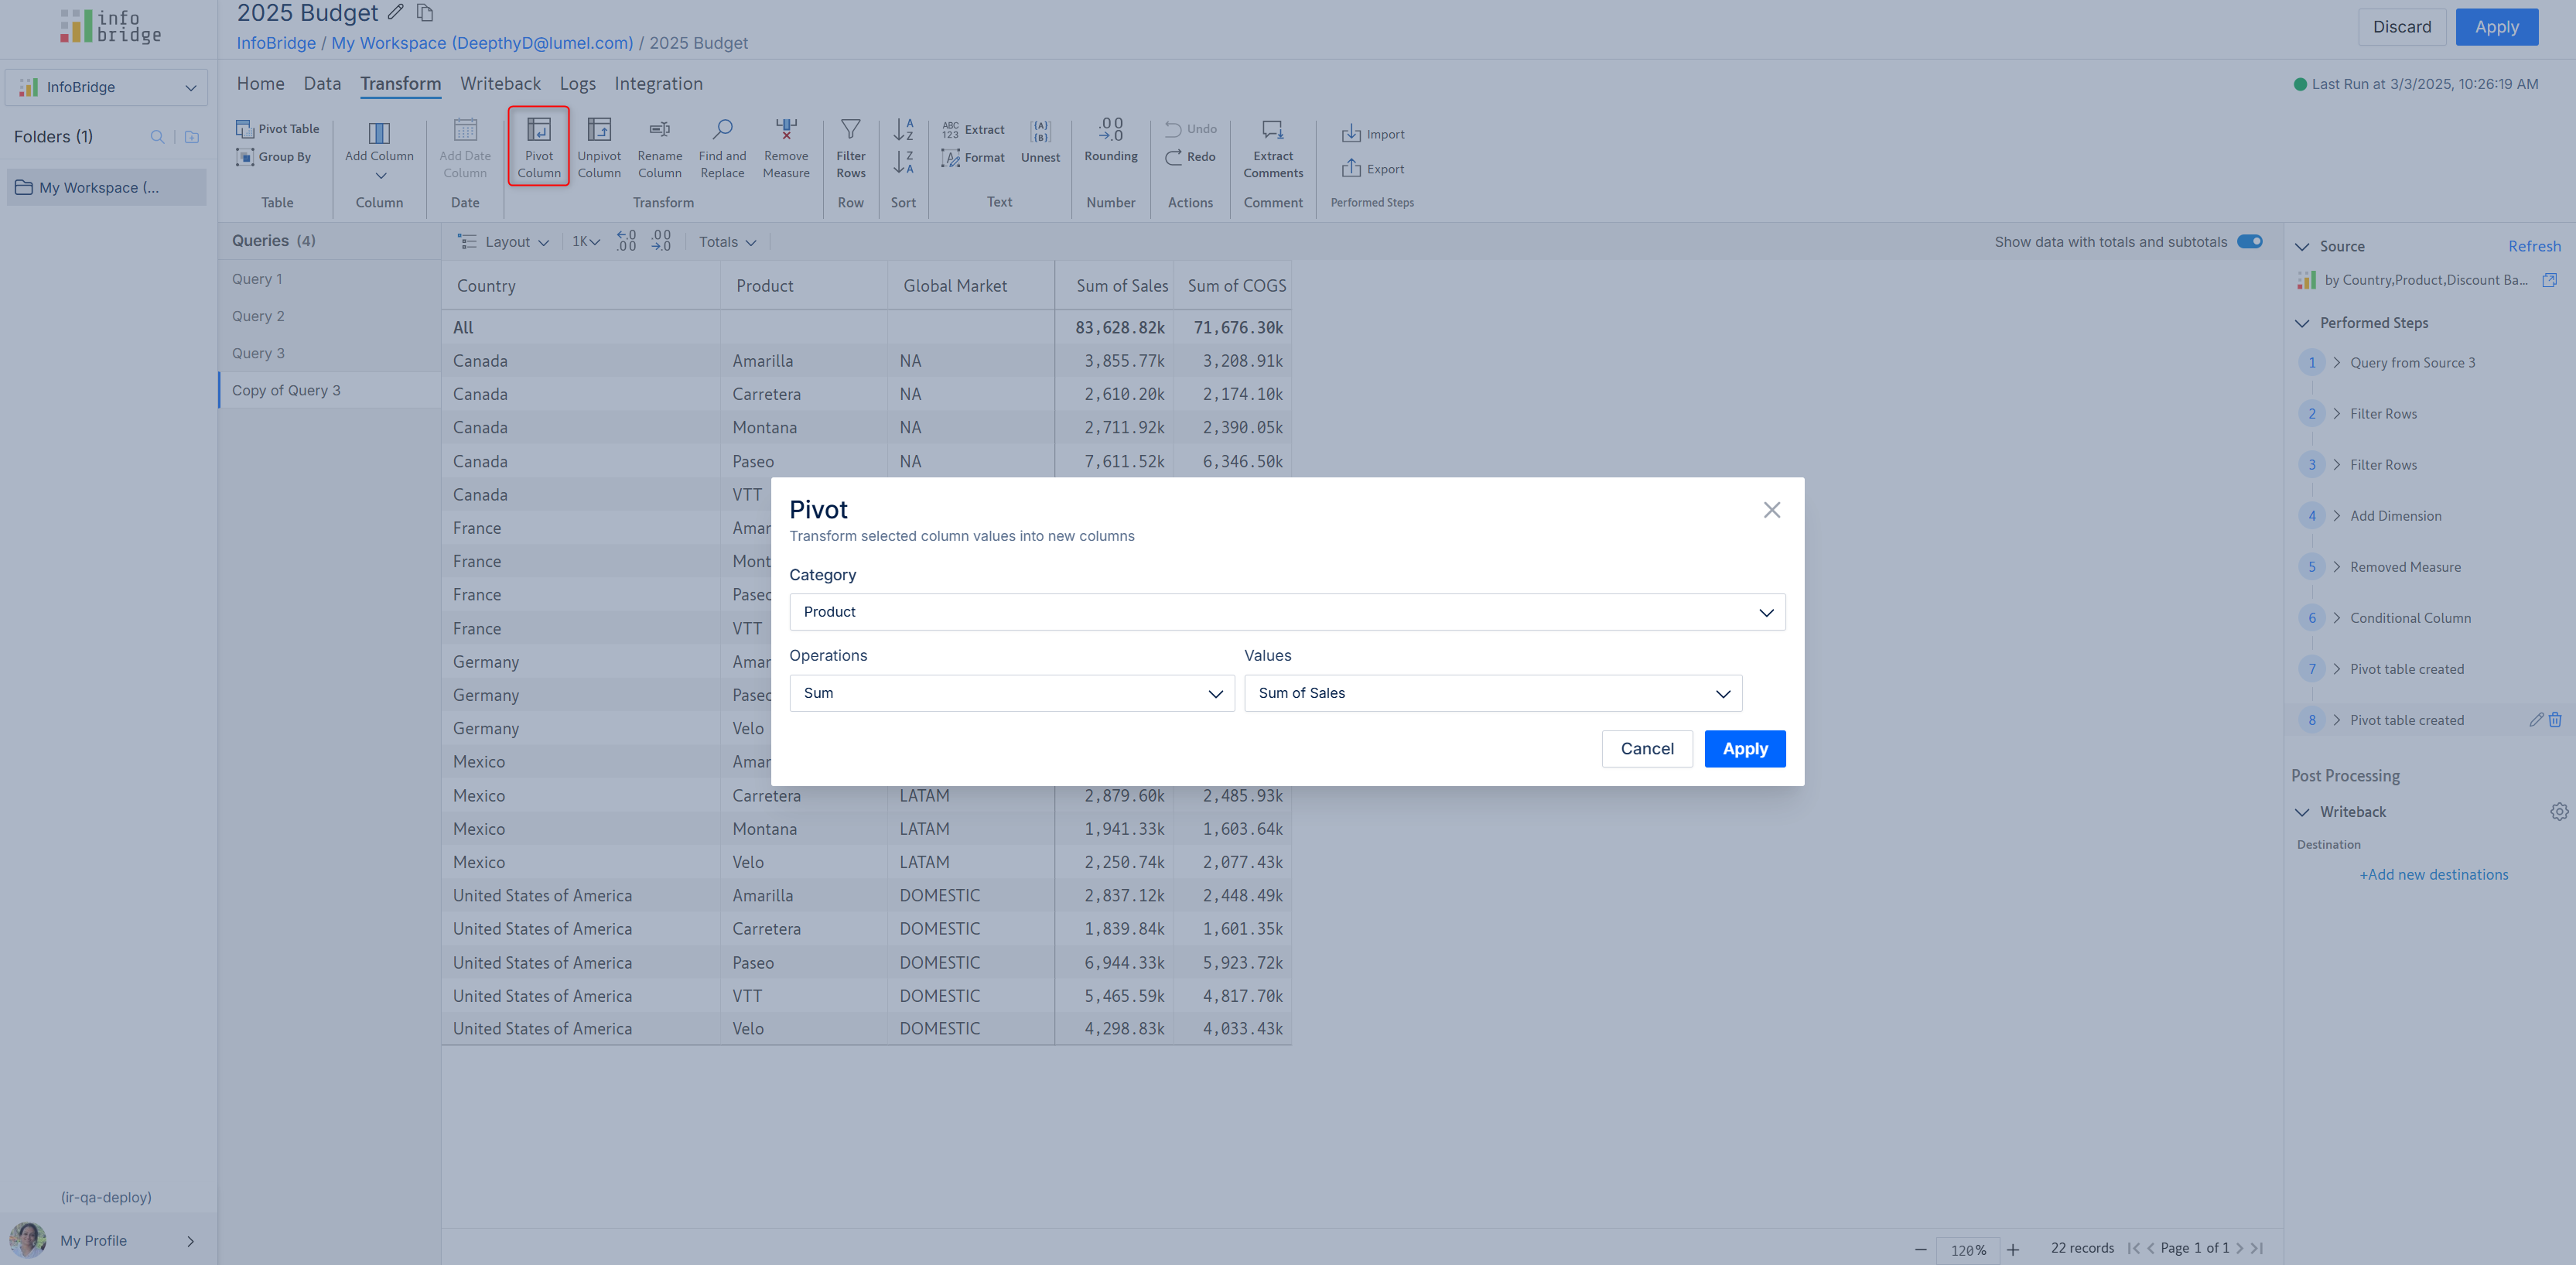 info
bridge
2025 Budget
InfoBridge / My Workspace (DeepthyD@lumel.com) / 2025 Budget
Discard
Apply
InfoBridge
Home Data Transform Writeback Logs Integration
Last Run at 3/3/2025, 10:26:19 AM
Folders (1)
My Workspace (...
Pivot Table
Group By
Table
Add Column
Column
Add Date
Column
Date
Pivot
Column
Unpivot
Column
Rename
Column
Find and
Replace
Remove
Measure
Transform
Filter
Rows
Row
A
Z
Z
A
Sort
ABC
123
Extract
Format
{A}
{B}
Unnest
Text
.00
.0
Rounding
Number
Undo
Redo
Actions
Extract
Comments
Comment
Import
Export
Performed Steps
Queries (4)
Query 1
Query 2
Query 3
Copy of Query 3
Layout 1K .0 .00 .00 .0 Totals
Show data with totals and subtotals
Country Product Global Market Sum of Sales Sum of COGS
All 83,628.82k 71,676.30k
Canada Amarilla NA 3,855.77k 3,208.91k
Canada Carretera NA 2,610.20k 2,174.10k
Canada Montana NA 2,711.92k 2,390.05k
Canada Paseo NA 7,611.52k 6,346.50k
Canada VTT
France Amar
France Mont
France Pasec
France VTT
Germany Amar
Germany Pasec
Germany Velo
Mexico Amar
Mexico Carretera LATAM 2,879.60k 2,485.93k
Mexico Montana LATAM 1,941.33k 1,603.64k
Mexico Velo LATAM 2,250.74k 2,077.43k
United States of America Amarilla DOMESTIC 2,837.12k 2,448.49k
United States of America Carretera DOMESTIC 1,839.84k 1,601.35k
United States of America Paseo DOMESTIC 6,944.33k 5,923.72k
United States of America VTT DOMESTIC 5,465.59k 4,817.70k
United States of America Velo DOMESTIC 4,298.83k 4,033.43k
Pivot
Transform selected column values into new columns
Category
Product
Operations
Values
Sum
Sum of Sales
Cancel
Apply
Source
Refresh
by Country,Product,Discount Ba...
Performed Steps
1 Query from Source 3
2 Filter Rows
3 Filter Rows
4 Add Dimension
5 Removed Measure
6 Conditional Column
7 Pivot table created
8 Pivot table created
Post Processing
Writeback
Destination
+Add new destinations
(ir-qa-deploy)
My Profile
120%
22 records
Page 1 of 1